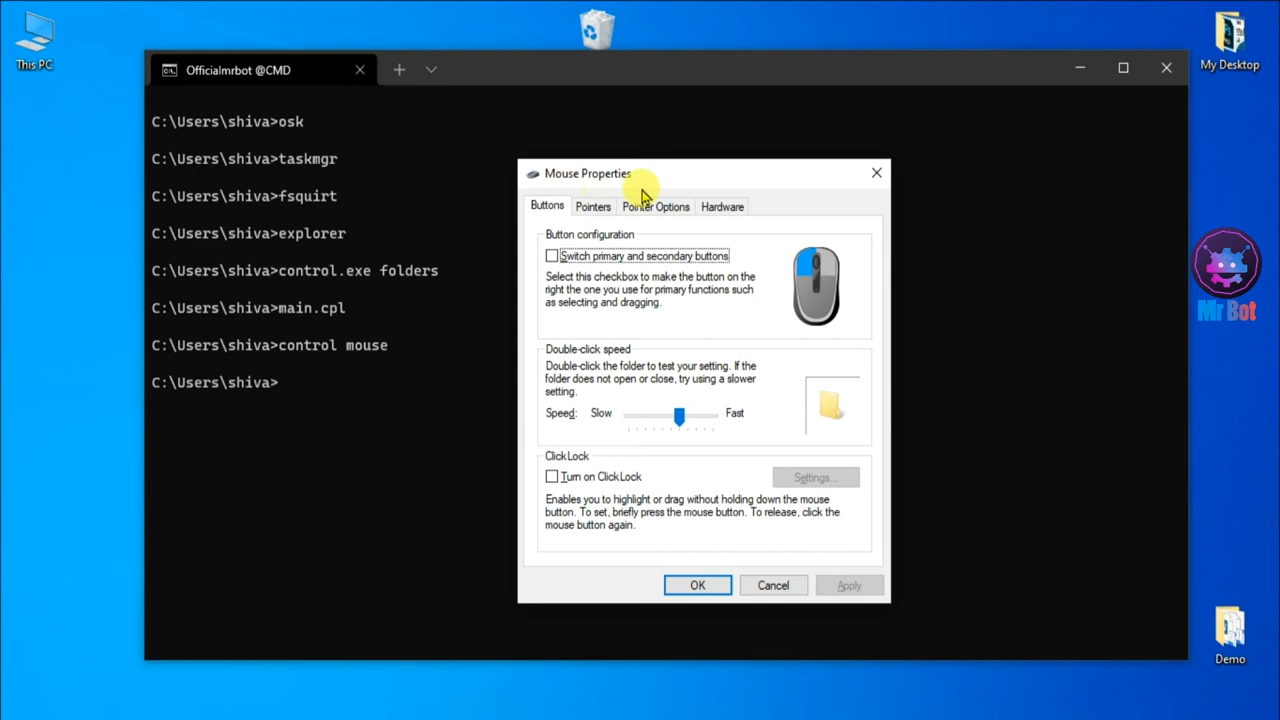 This PC
My Desktop
Officialmrbot @CMD
C:\Users\shiva>osk
C:\Users\shiva>taskmgr
C:\Users\shiva>fsquirt
C:\Users\shiva>explorer
C:\Users\shiva>control.exe folders
C:\Users\shiva>main.cpl
C:\Users\shiva>control mouse
C:\Users\shiva>
Mouse Properties
Buttons Pointers Pointer Options Hardware
Button configuration
Switch primary and secondary buttons
Select this checkbox to make the button on the
right the one you use for primary functions such
as selecting and dragging.
Double-click speed
Double-click the folder to test your setting. If the
folder does not open or close, try using a slower
setting.
Speed: Slow Fast
ClickLock
Turn on ClickLock Settings...
Enables you to highlight or drag without holding down the mouse
button. To set, briefly press the mouse button. To release, click the
mouse button again.
OK Cancel Apply
Mr Bot
Demo